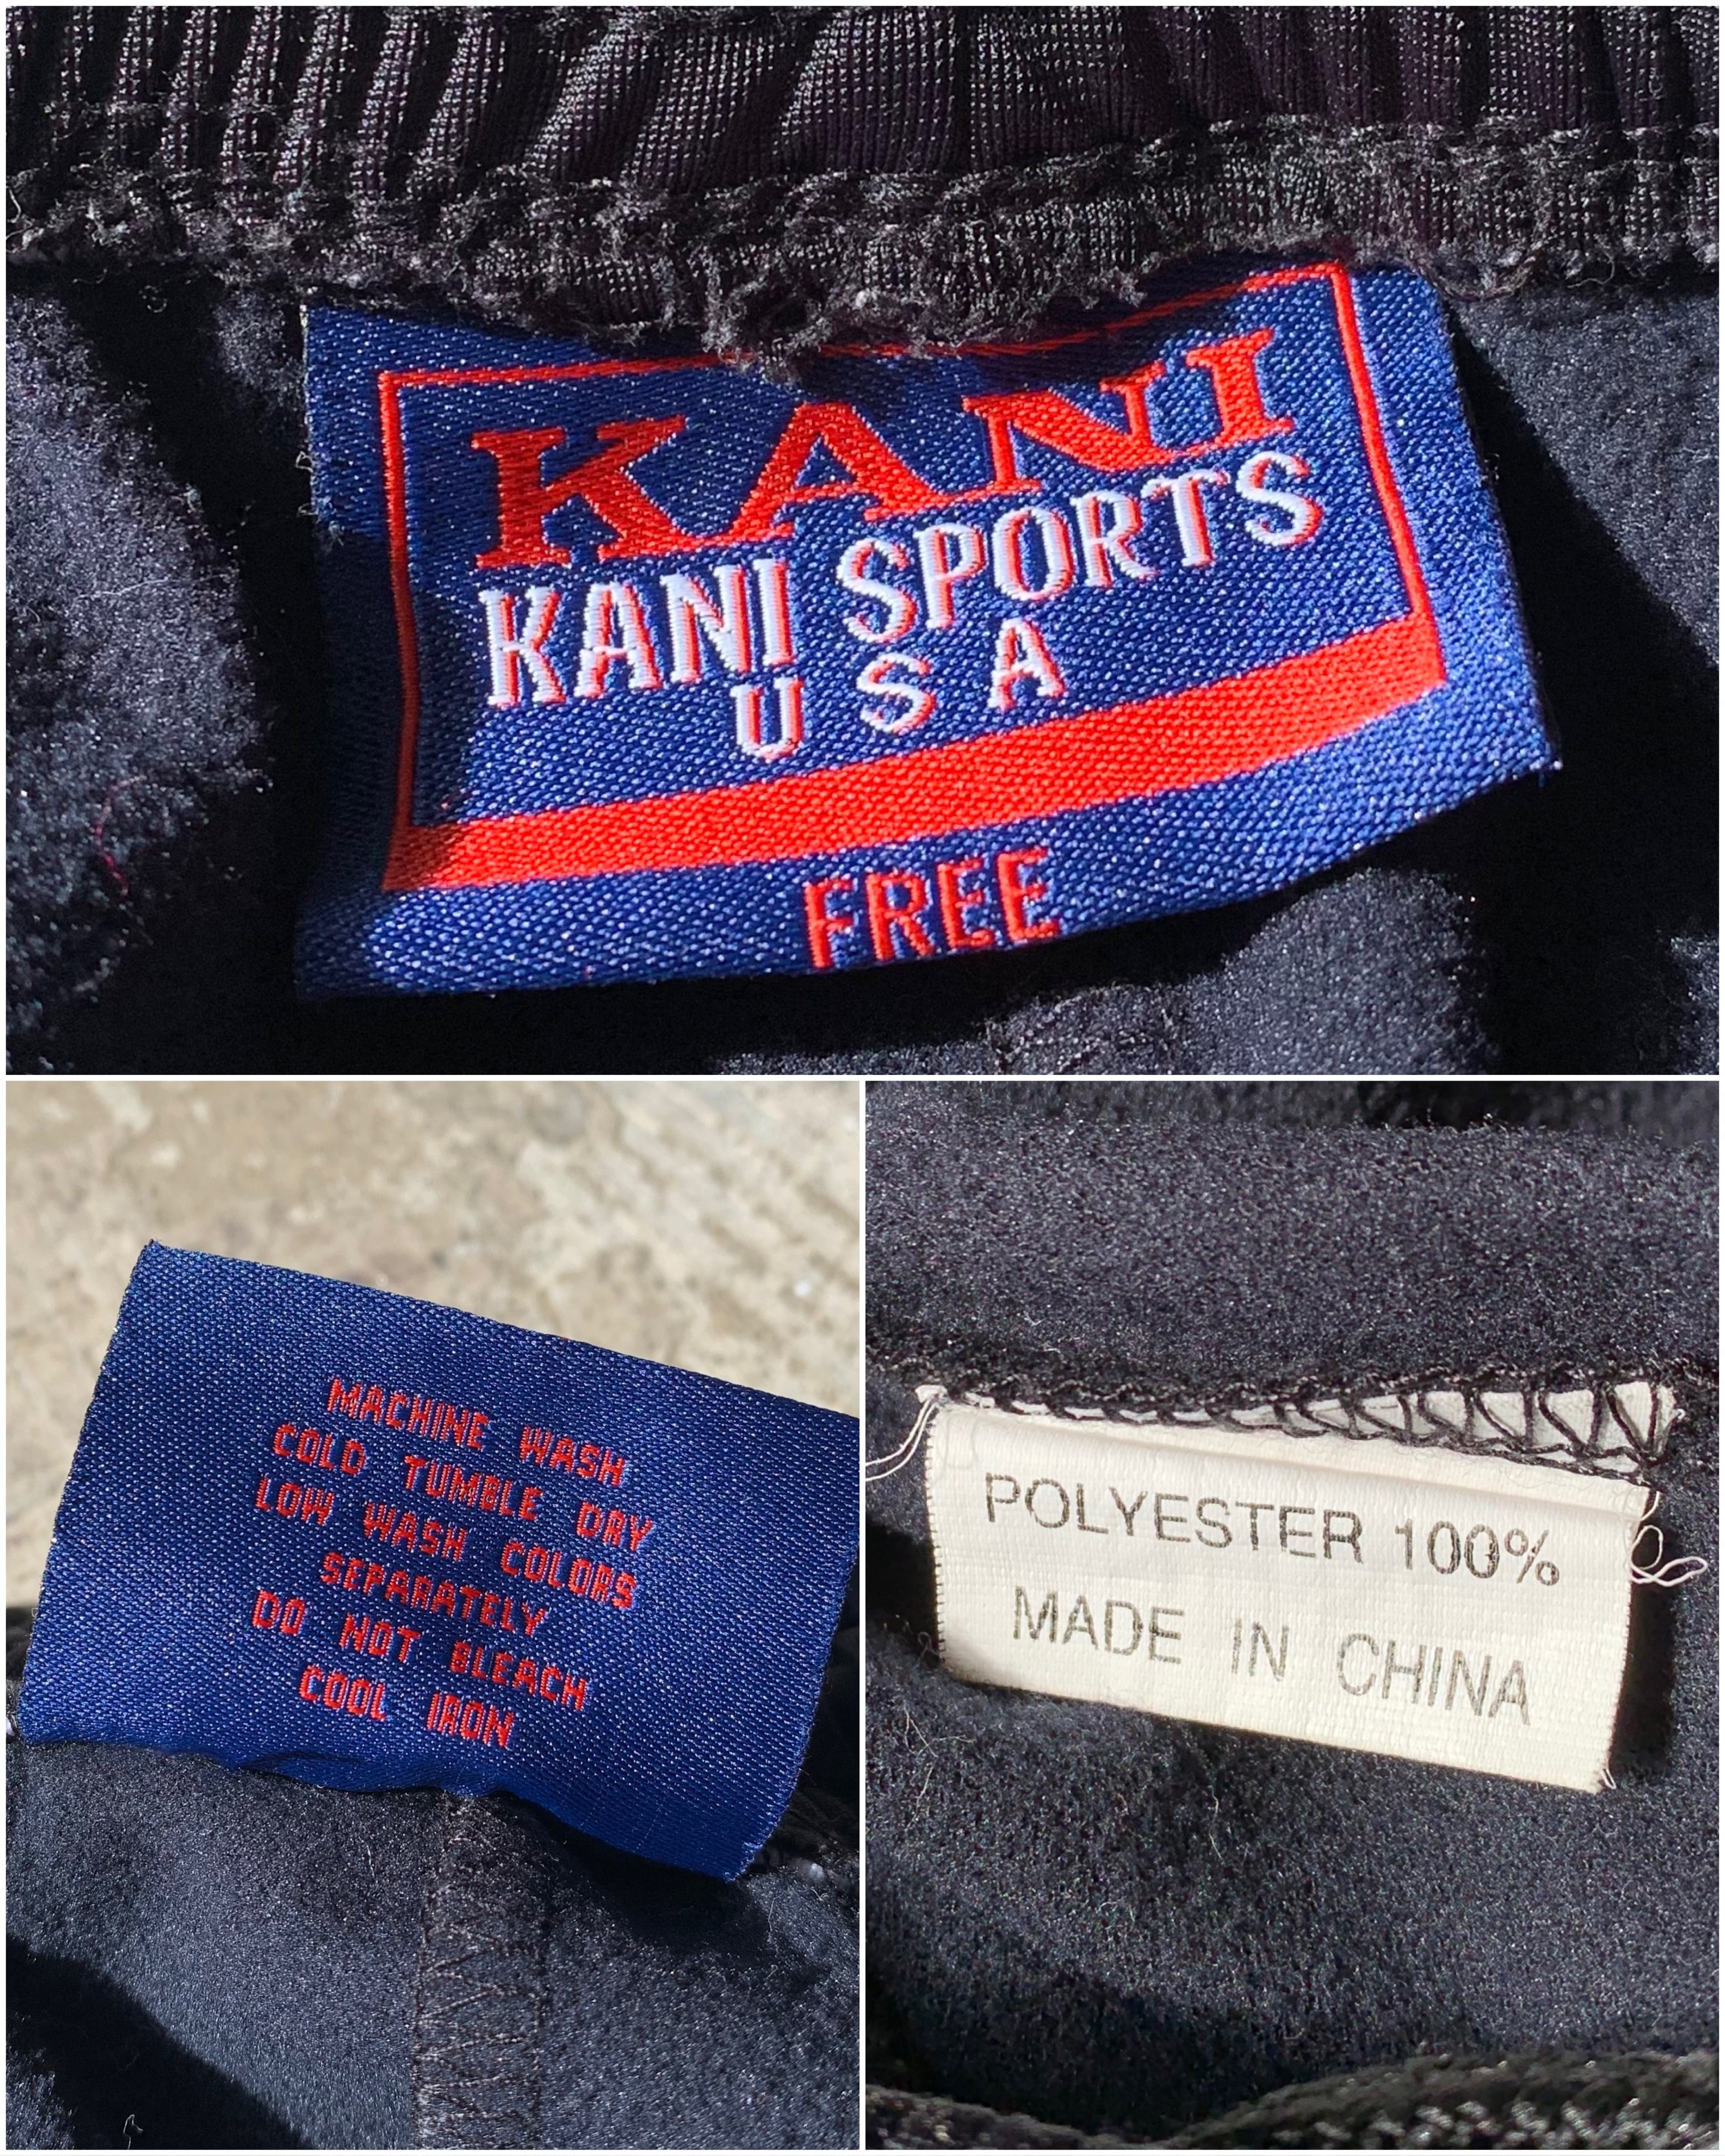 KANI
KANI SPORTS
U S A
FREE
MACHINE WASH
COLD TUMBLE DRY
LOW WASH COLORS
SEPARATELY
DO NOT BLEACH
COOL IRON
POLYESTER 100%
MADE IN CHINA